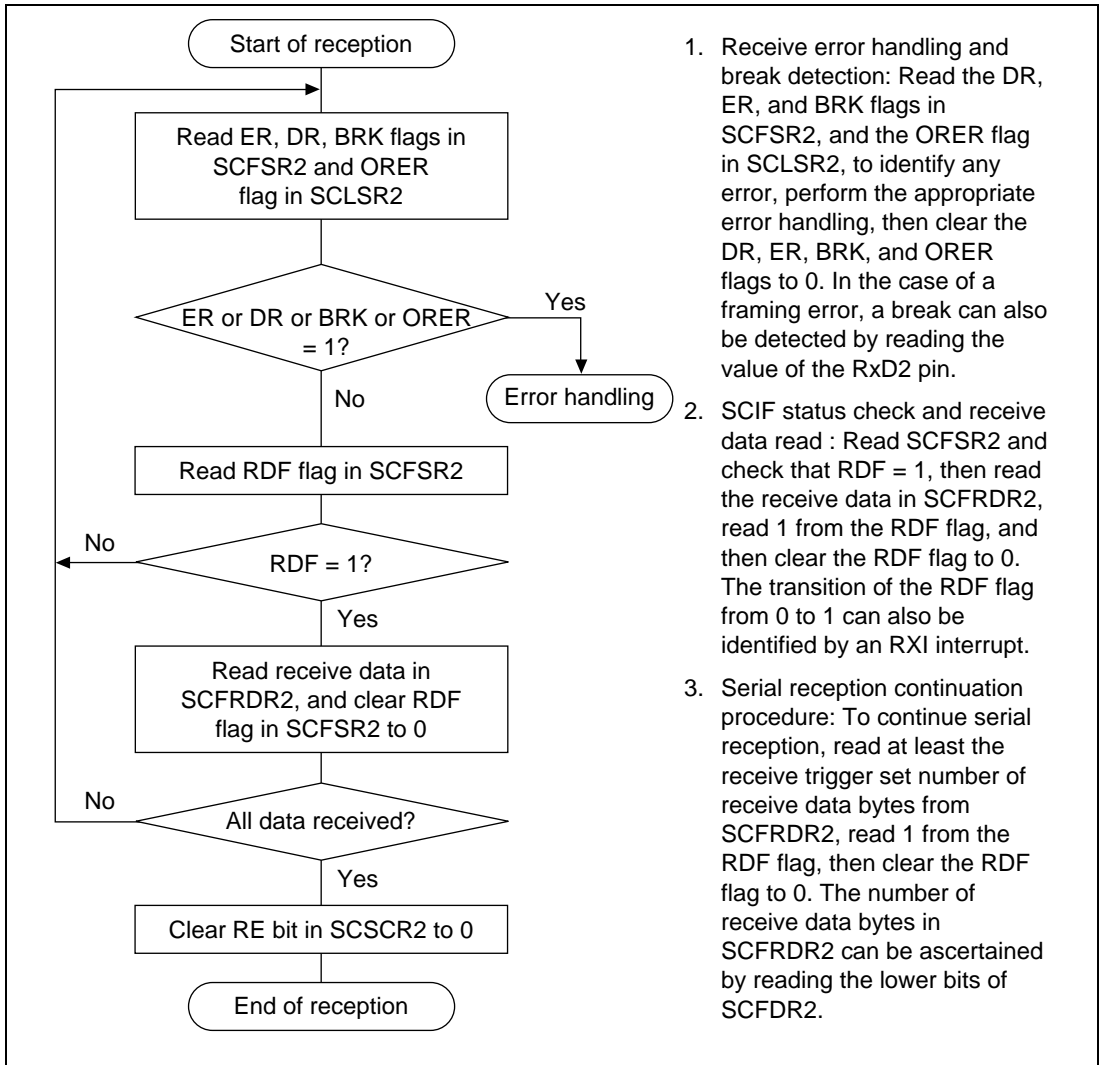 Start of reception
Read ER, DR, BRK flags in
SCFSR2 and ORER
flag in SCLSR2
ER or DR or BRK or ORER
= 1?
Yes
Error handling
No
Read RDF flag in SCFSR2
No
RDF = 1?
Yes
Read receive data in
SCFRDR2, and clear RDF
flag in SCFSR2 to 0
No
All data received?
Yes
Clear RE bit in SCSCR2 to 0
End of reception
1. Receive error handling and
break detection: Read the DR,
ER, and BRK flags in
SCFSR2, and the ORER flag
in SCLSR2, to identify any
error, perform the appropriate
error handling, then clear the
DR, ER, BRK, and ORER
flags to 0. In the case of a
framing error, a break can also
be detected by reading the
value of the RxD2 pin.
2. SCIF status check and receive
data read : Read SCFSR2 and
check that RDF = 1, then read
the receive data in SCFRDR2,
read 1 from the RDF flag, and
then clear the RDF flag to 0.
The transition of the RDF flag
from 0 to 1 can also be
identified by an RXI interrupt.
3. Serial reception continuation
procedure: To continue serial
reception, read at least the
receive trigger set number of
receive data bytes from
SCFRDR2, read 1 from the
RDF flag, then clear the RDF
flag to 0. The number of
receive data bytes in
SCFRDR2 can be ascertained
by reading the lower bits of
SCFDR2.